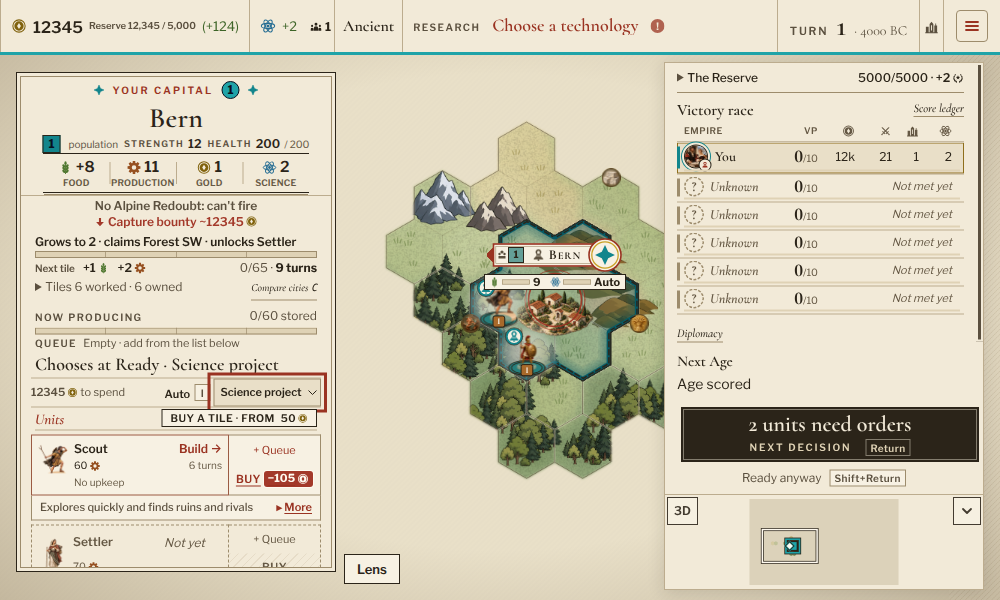 12345 Reserve 12,345 / 5,000 (+124) +2 1 Ancient RESEARCH Choose a technology ! TURN 1 · 4000 BC
YOUR CAPITAL 1
Bern
1 population STRENGTH 12 HEALTH 200 / 200
+8 11 1 2
FOOD PRODUCTION GOLD SCIENCE
No Alpine Redoubt: can't fire
Capture bounty ~12345
Grows to 2 · claims Forest SW · unlocks Settler
Next tile +1 +2 0/65 · 9 turns
Tiles 6 worked · 6 owned Compare cities C
NOW PRODUCING 0/60 stored
QUEUE Empty · add from the list below
Chooses at Ready · Science project
12345 to spend Auto I Science project
Units BUY A TILE · FROM 50
Scout Build → + Queue
60 6 turns
No upkeep BUY −105
Explores quickly and finds ruins and rivals More
Settler Not yet + Queue
70 BUY
1 BERN
9 Auto
I
I
Lens
The Reserve 5000/5000 · +2
Victory race Score ledger
EMPIRE VP
You 0/10 12k 21 1 2
? Unknown 0/10 Not met yet
? Unknown 0/10 Not met yet
? Unknown 0/10 Not met yet
? Unknown 0/10 Not met yet
? Unknown 0/10 Not met yet
Diplomacy
Next Age
Age scored
2 units need orders
NEXT DECISION Return
Ready anyway Shift+Return
3D